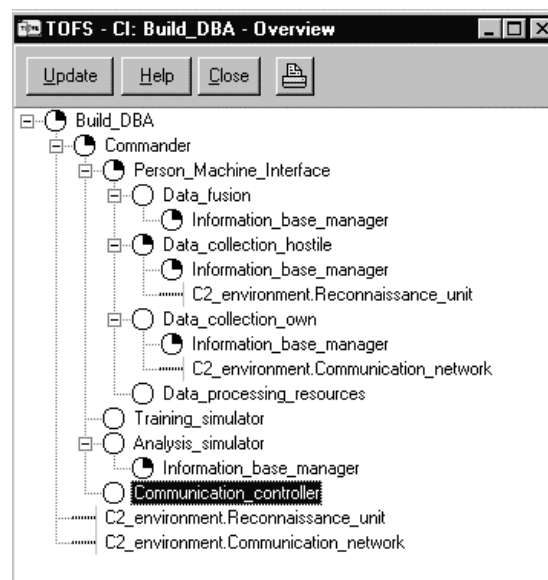 TOFS - CI: Build_DBA - Overview
Update Help Close
Build_DBA
Commander
Person_Machine_Interface
Data_fusion
Information_base_manager
Data_collection_hostile
Information_base_manager
C2_environment.Reconnaissance_unit
Data_collection_own
Information_base_manager
C2_environment.Communication_network
Data_processing_resources
Training_simulator
Analysis_simulator
Information_base_manager
Communication_controller
C2_environment.Reconnaissance_unit
C2_environment.Communication_network